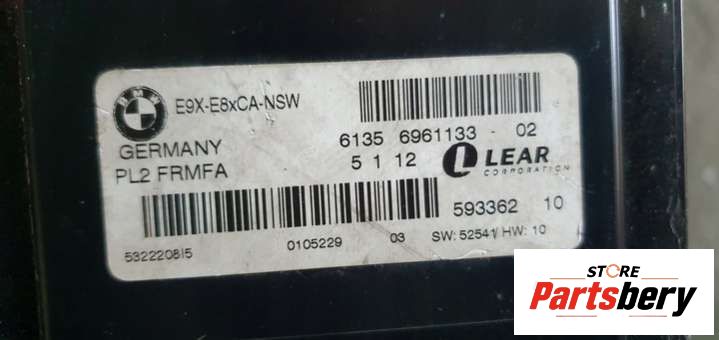 BMW
E9X-E8xCA-NSW
GERMANY
PL2 FRMFA
6135 6961133 - 02
5 1 12
LEAR
CORPORATION
593362 10
532220815
0105229
03
SW: 52541/ HW: 10
STORE
Partsbery